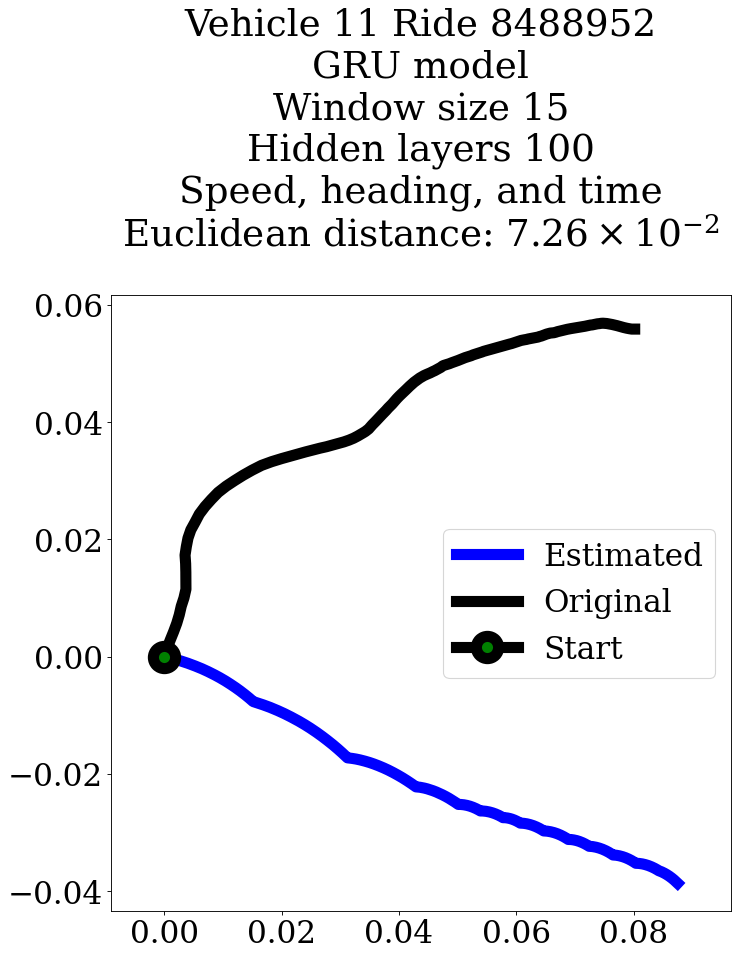 Vehicle 11 Ride 8488952
GRU model
Window size 15
Hidden layers 100
Speed, heading, and time
Euclidean distance: 7.26 × 10⁻²
0.06
0.04
0.02
0.00
−0.02
−0.04
Estimated
Original
Start
0.00 0.02 0.04 0.06 0.08